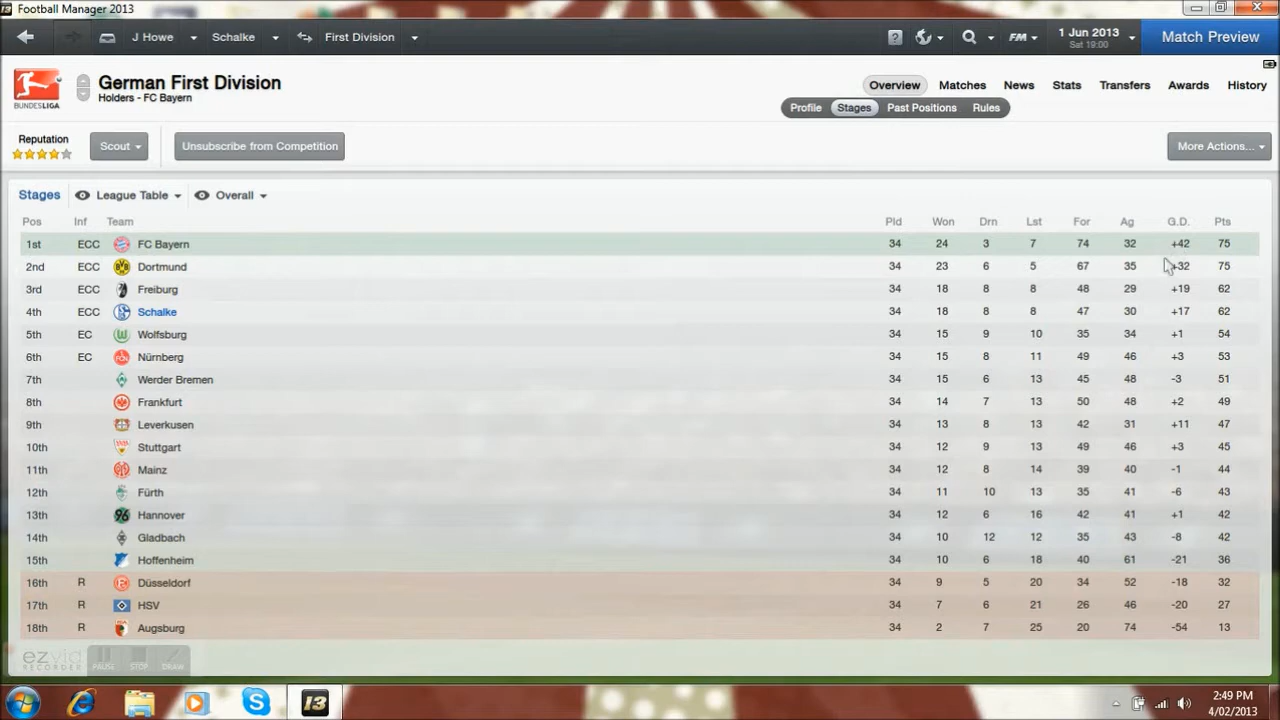 Football Manager 2013
J Howe Schalke First Division ? FM 1 Jun 2013 Sat 19:00 Match Preview
BUNDESLIGA
German First Division
Holders - FC Bayern
Overview Matches News Stats Transfers Awards History
Profile Stages Past Positions Rules
Reputation
Scout Unsubscribe from Competition More Actions...
Stages League Table Overall
Pos Inf Team Pld Won Drn Lst For Ag G.D. Pts
1st ECC FC Bayern 34 24 3 7 74 32 +42 75
2nd ECC Dortmund 34 23 6 5 67 35 +32 75
3rd ECC Freiburg 34 18 8 8 48 29 +19 62
4th ECC Schalke 34 18 8 8 47 30 +17 62
5th EC Wolfsburg 34 15 9 10 35 34 +1 54
6th EC Nürnberg 34 15 8 11 49 46 +3 53
7th Werder Bremen 34 15 6 13 45 48 -3 51
8th Frankfurt 34 14 7 13 50 48 +2 49
9th Leverkusen 34 13 8 13 42 31 +11 47
10th Stuttgart 34 12 9 13 49 46 +3 45
11th Mainz 34 12 8 14 39 40 -1 44
12th Fürth 34 11 10 13 35 41 -6 43
13th Hannover 34 12 6 16 42 41 +1 42
14th Gladbach 34 10 12 12 35 43 -8 42
15th Hoffenheim 34 10 6 18 40 61 -21 36
16th R Düsseldorf 34 9 5 20 34 52 -18 32
17th R HSV 34 7 6 21 26 46 -20 27
18th R Augsburg 34 2 7 25 20 74 -54 13
ezvid RECORDER PAUSE STOP DRAW
13
2:49 PM
4/02/2013